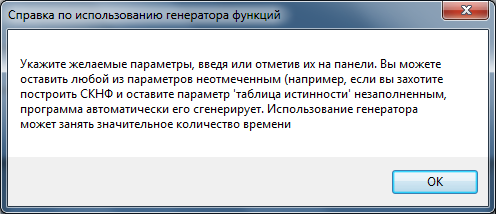 Справка по использованию генератора функций
Укажите желаемые параметры, введя или отметив их на панели. Вы можете
оставить любой из параметров неотмеченным (например, если вы захотите
построить СКНФ и оставите параметр 'таблица истинности' незаполненным,
программа автоматически его сгенерирует. Использование генератора
может занять значительное количество времени
OK